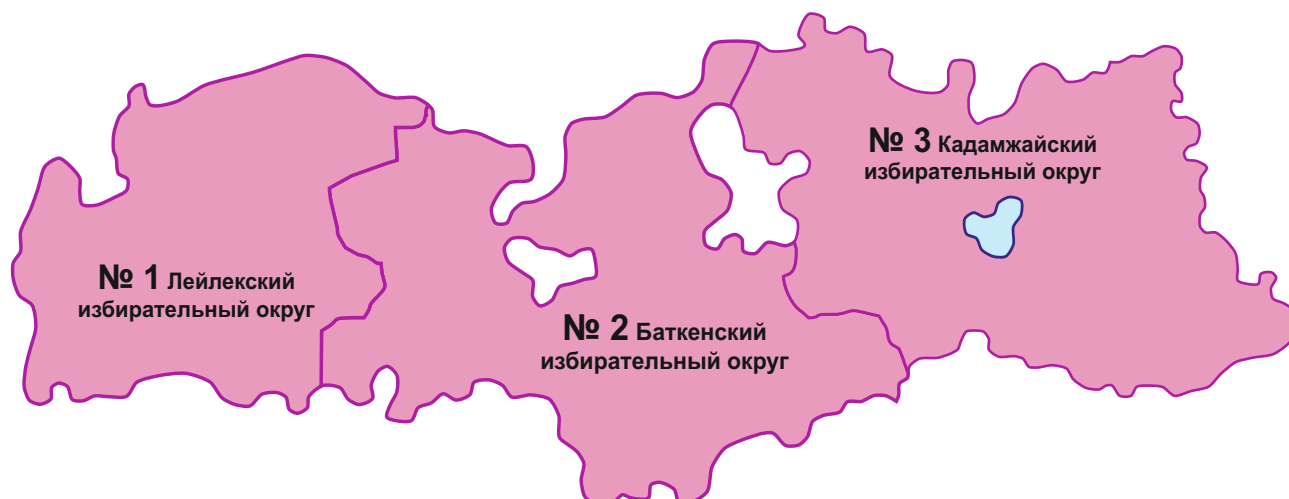 № 1 Лейлекский
избирательный округ
№ 2 Баткенский
избирательный округ
№ 3 Кадамжайский
избирательный округ